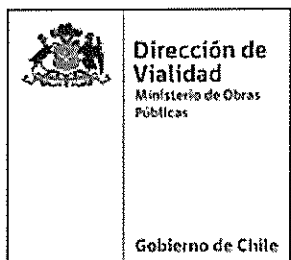 Dirección de
Vialidad
Ministerio de Obras
Públicas
Gobierno de Chile